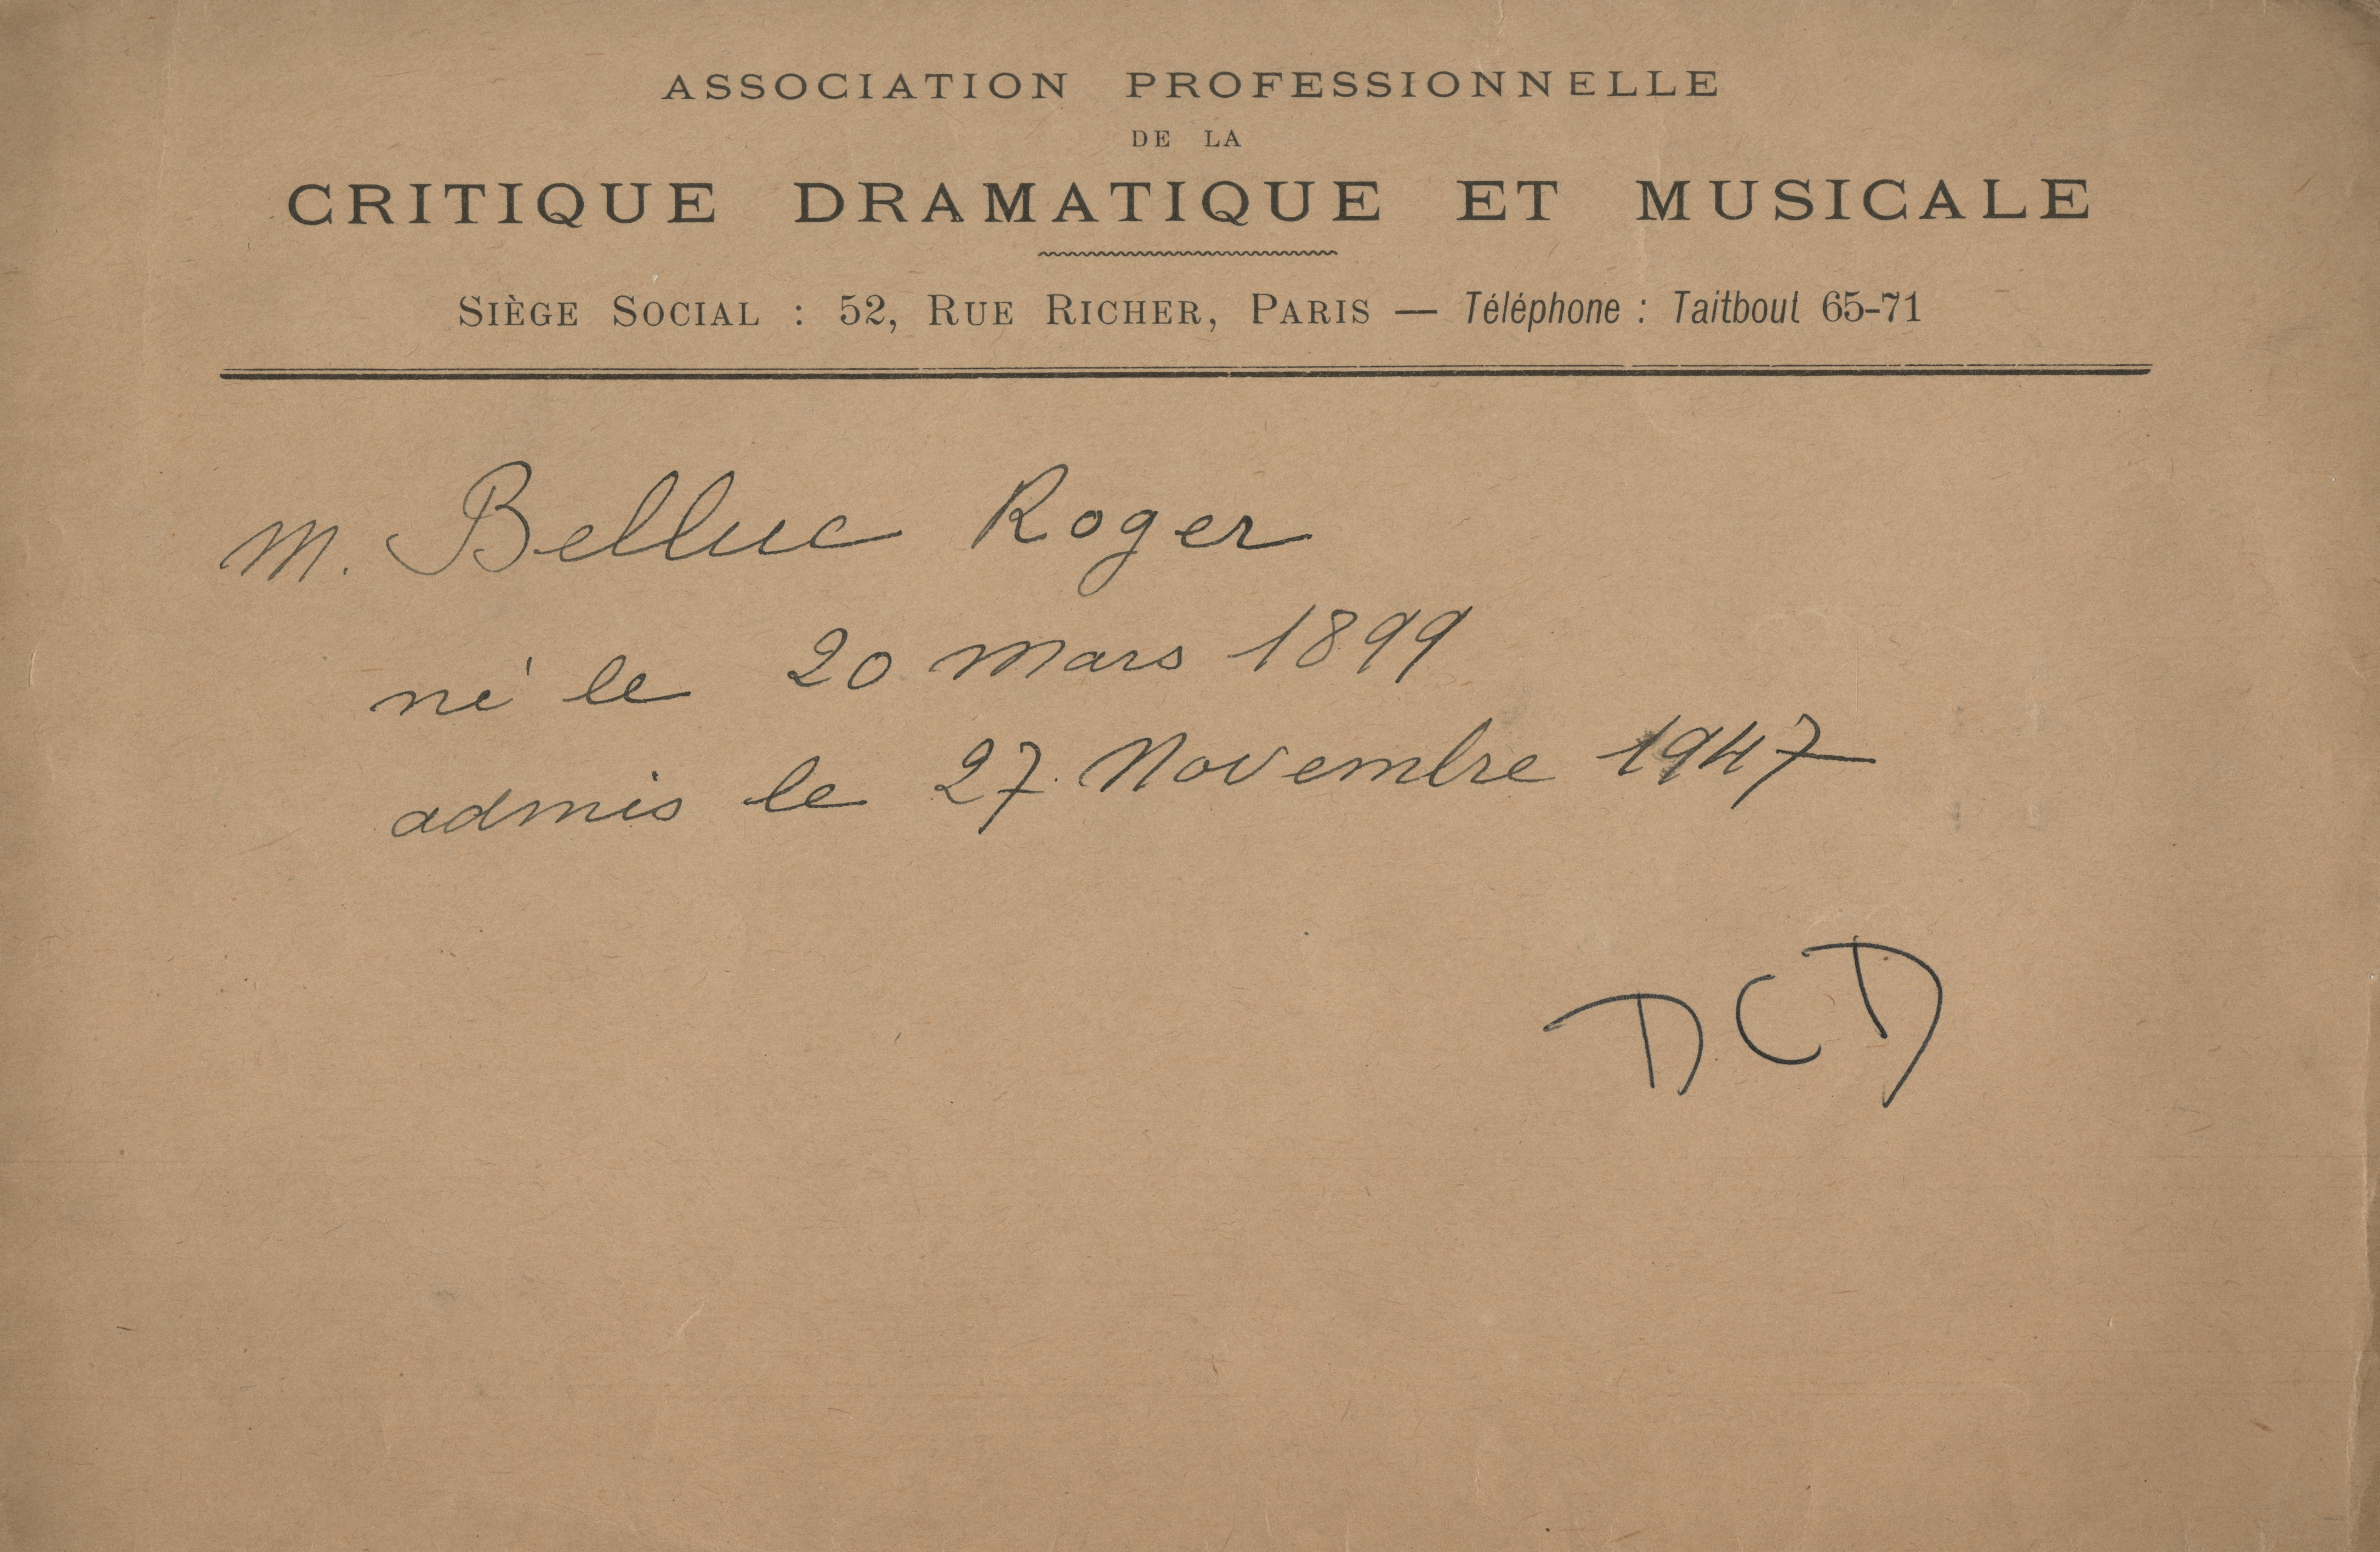 ASSOCIATION PROFESSIONNELLE
DE LA
CRITIQUE DRAMATIQUE ET MUSICALE
SIÈGE SOCIAL : 52, RUE RICHER, PARIS — Téléphone : Taitbout 65-71
M. Belluc Roger
né le 20 mars 1899
admis le 27 Novembre 1947
DCD